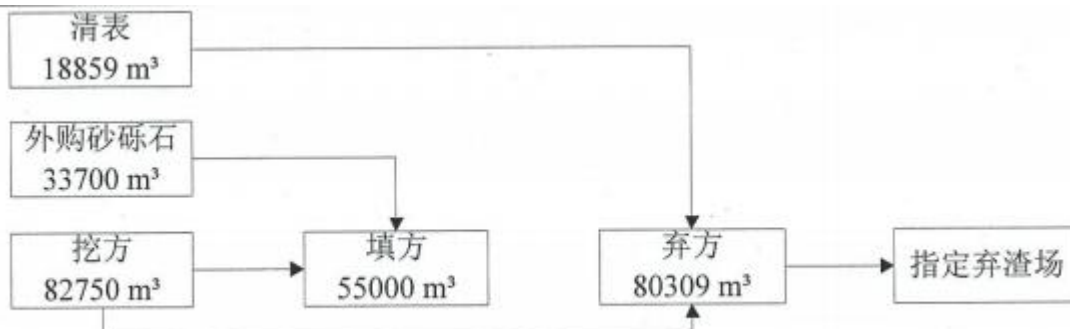 清表
18859 m³
外购砂砾石
33700 m³
挖方
82750 m³
填方
55000 m³
弃方
80309 m³
指定弃渣场